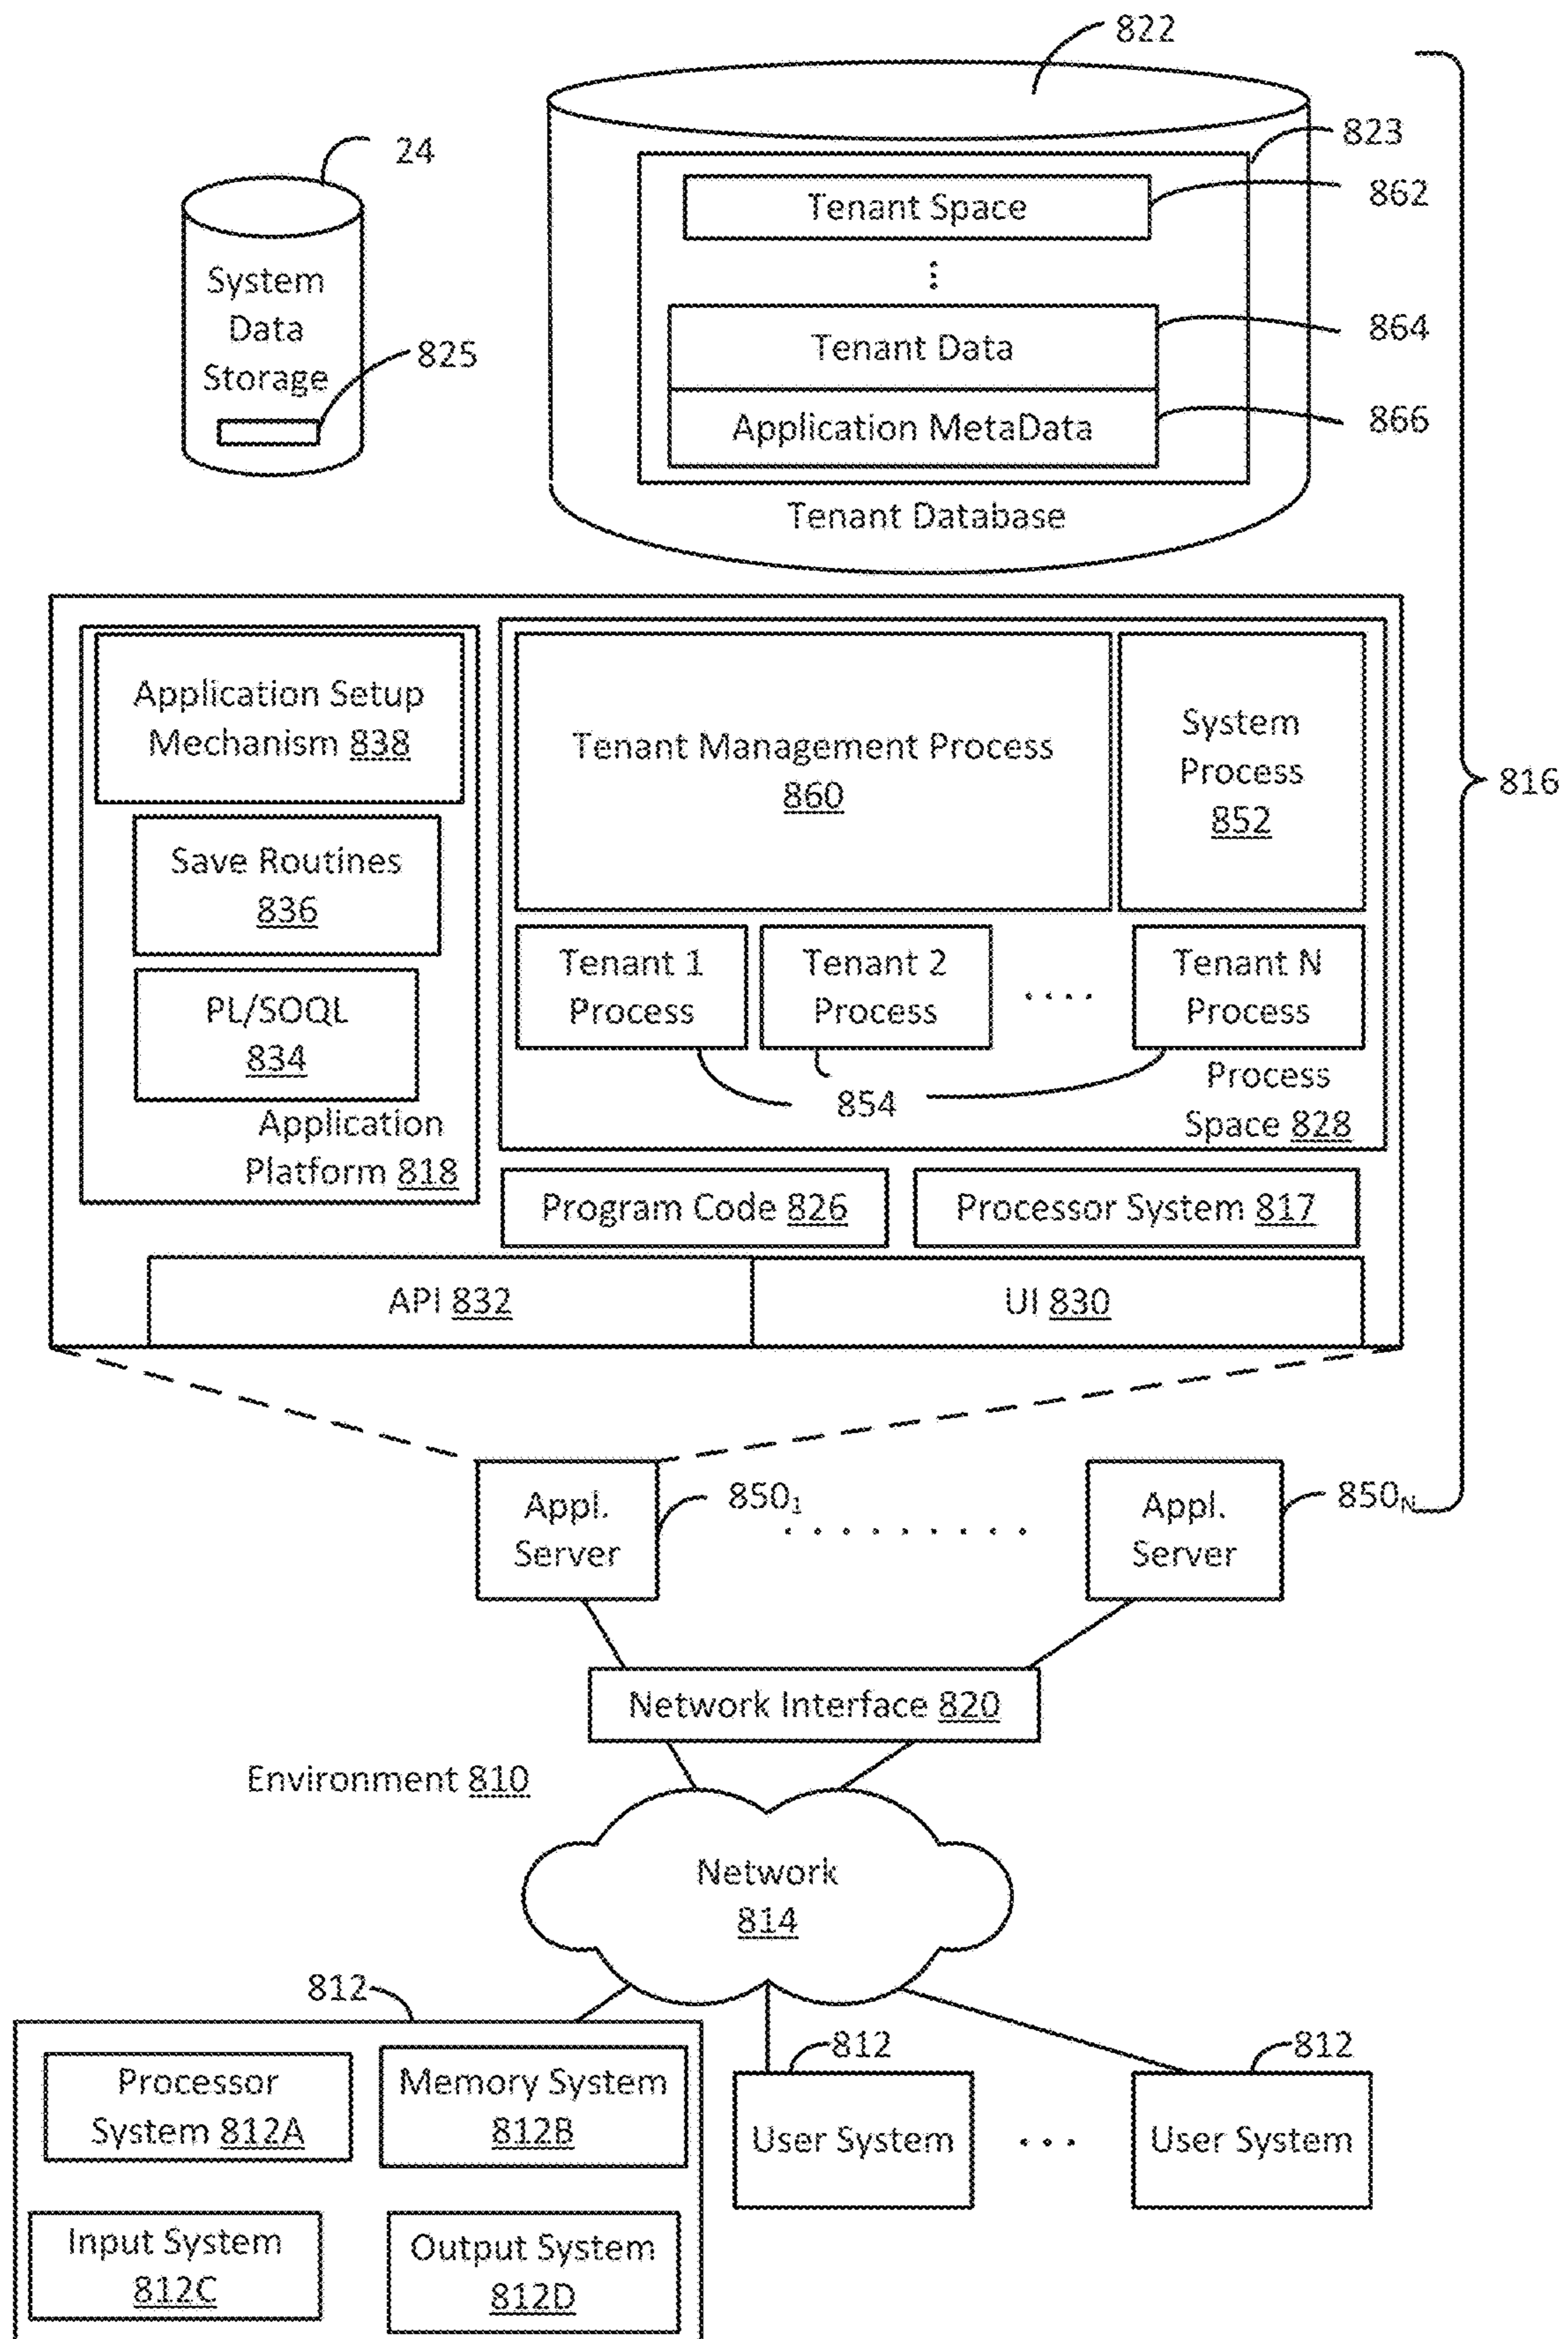 822
24
823
Tenant Space
862
System
Data
Storage
825
Tenant Data
864
Application MetaData
866
Tenant Database
Application Setup
Mechanism 838
Tenant Management Process
860
System
Process
852
816
Save Routines
836
Tenant 1
Process
Tenant 2
Process
Tenant N
Process
PL/SOQL
834
854
Process
Space 828
Application
Platform 818
Program Code 826
Processor System 817
API 832
UI 830
Appl.
Server
850₁
Appl.
Server
850N
Network Interface 820
Environment 810
Network
814
812
Processor
System 812A
Memory System
812B
812
User System
812
User System
Input System
812C
Output System
812D